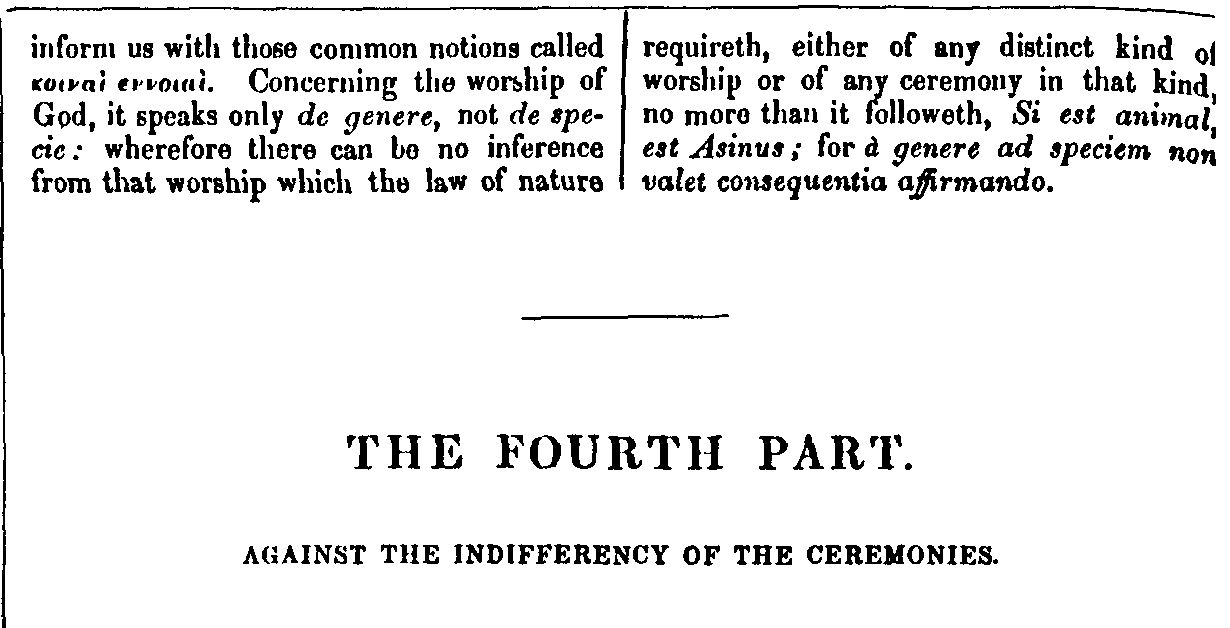 inform us with those common notions called
κοιναὶ εννοιαὶ. Concerning the worship of
God, it speaks only de genere, not de spe-
cie: wherefore there can be no inference
from that worship which the law of nature
requireth, either of any distinct kind of
worship or of any ceremony in that kind,
no more than it followeth, Si est animal,
est Asinus; for à genere ad speciem non
valet consequentia affirmando.
THE FOURTH PART.
AGAINST THE INDIFFERENCY OF THE CEREMONIES.